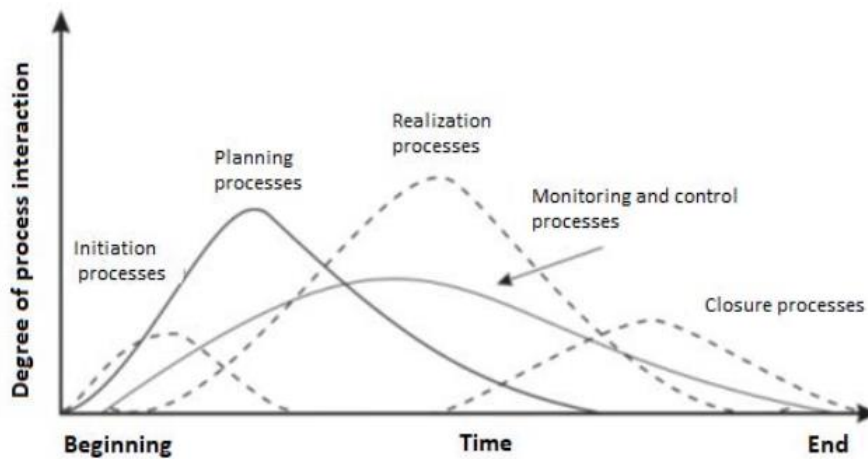 Degree of process interaction
Realization
processes
Planning
processes
Monitoring and control
processes
Initiation
processes
Closure processes
Beginning
Time
End